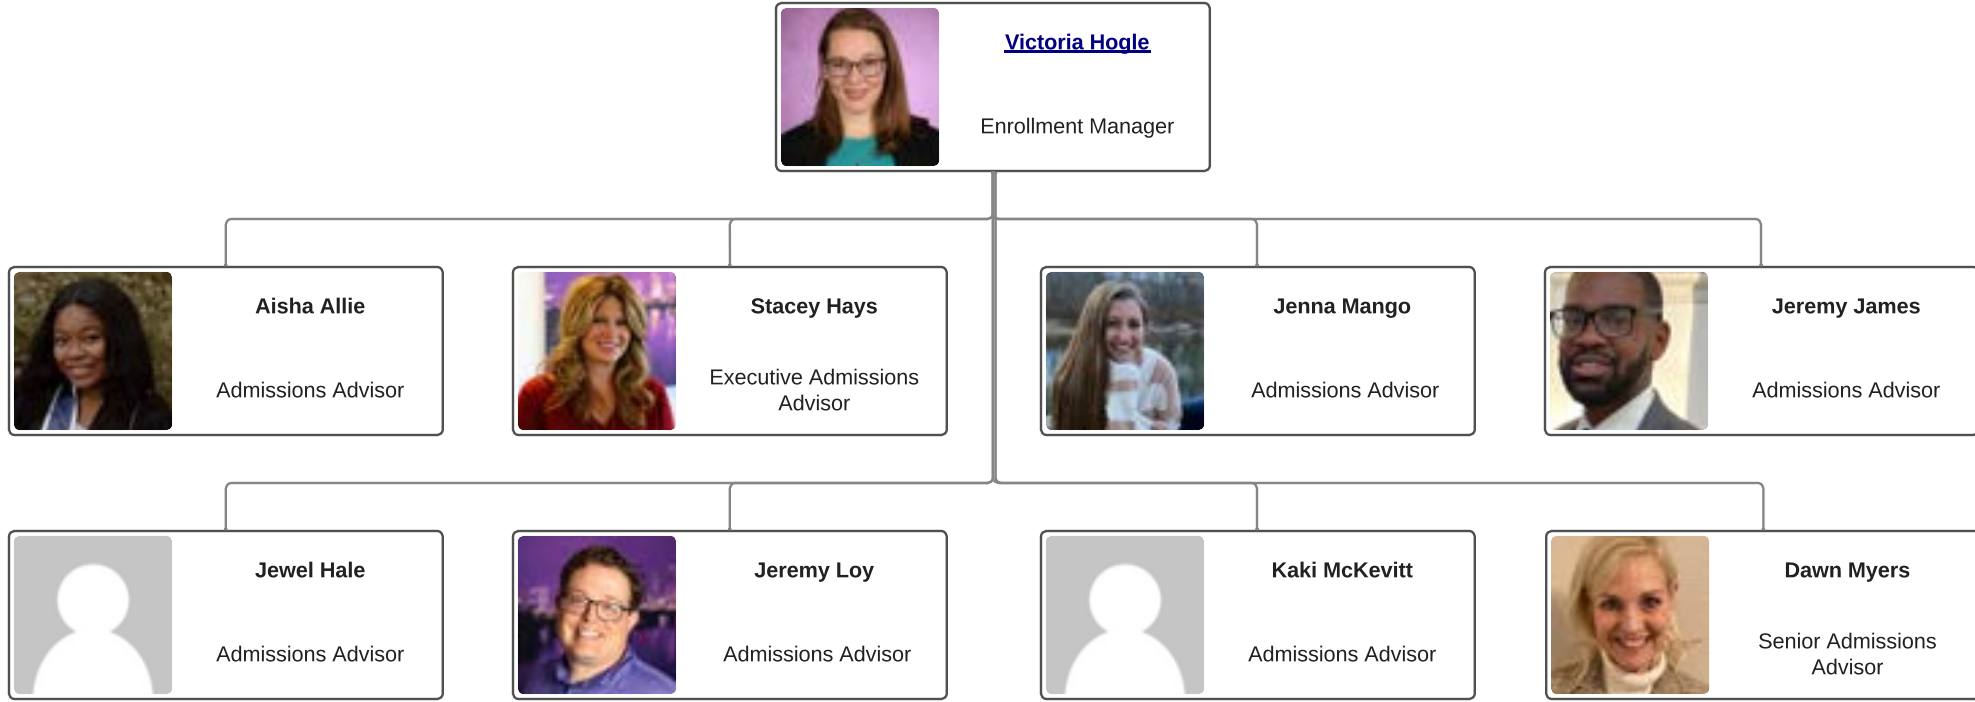 Victoria Hogle
Enrollment Manager
Aisha Allie
Admissions Advisor
Stacey Hays
Executive Admissions
Advisor
Jenna Mango
Admissions Advisor
Jeremy James
Admissions Advisor
Jewel Hale
Admissions Advisor
Jeremy Loy
Admissions Advisor
Kaki McKevitt
Admissions Advisor
Dawn Myers
Senior Admissions
Advisor